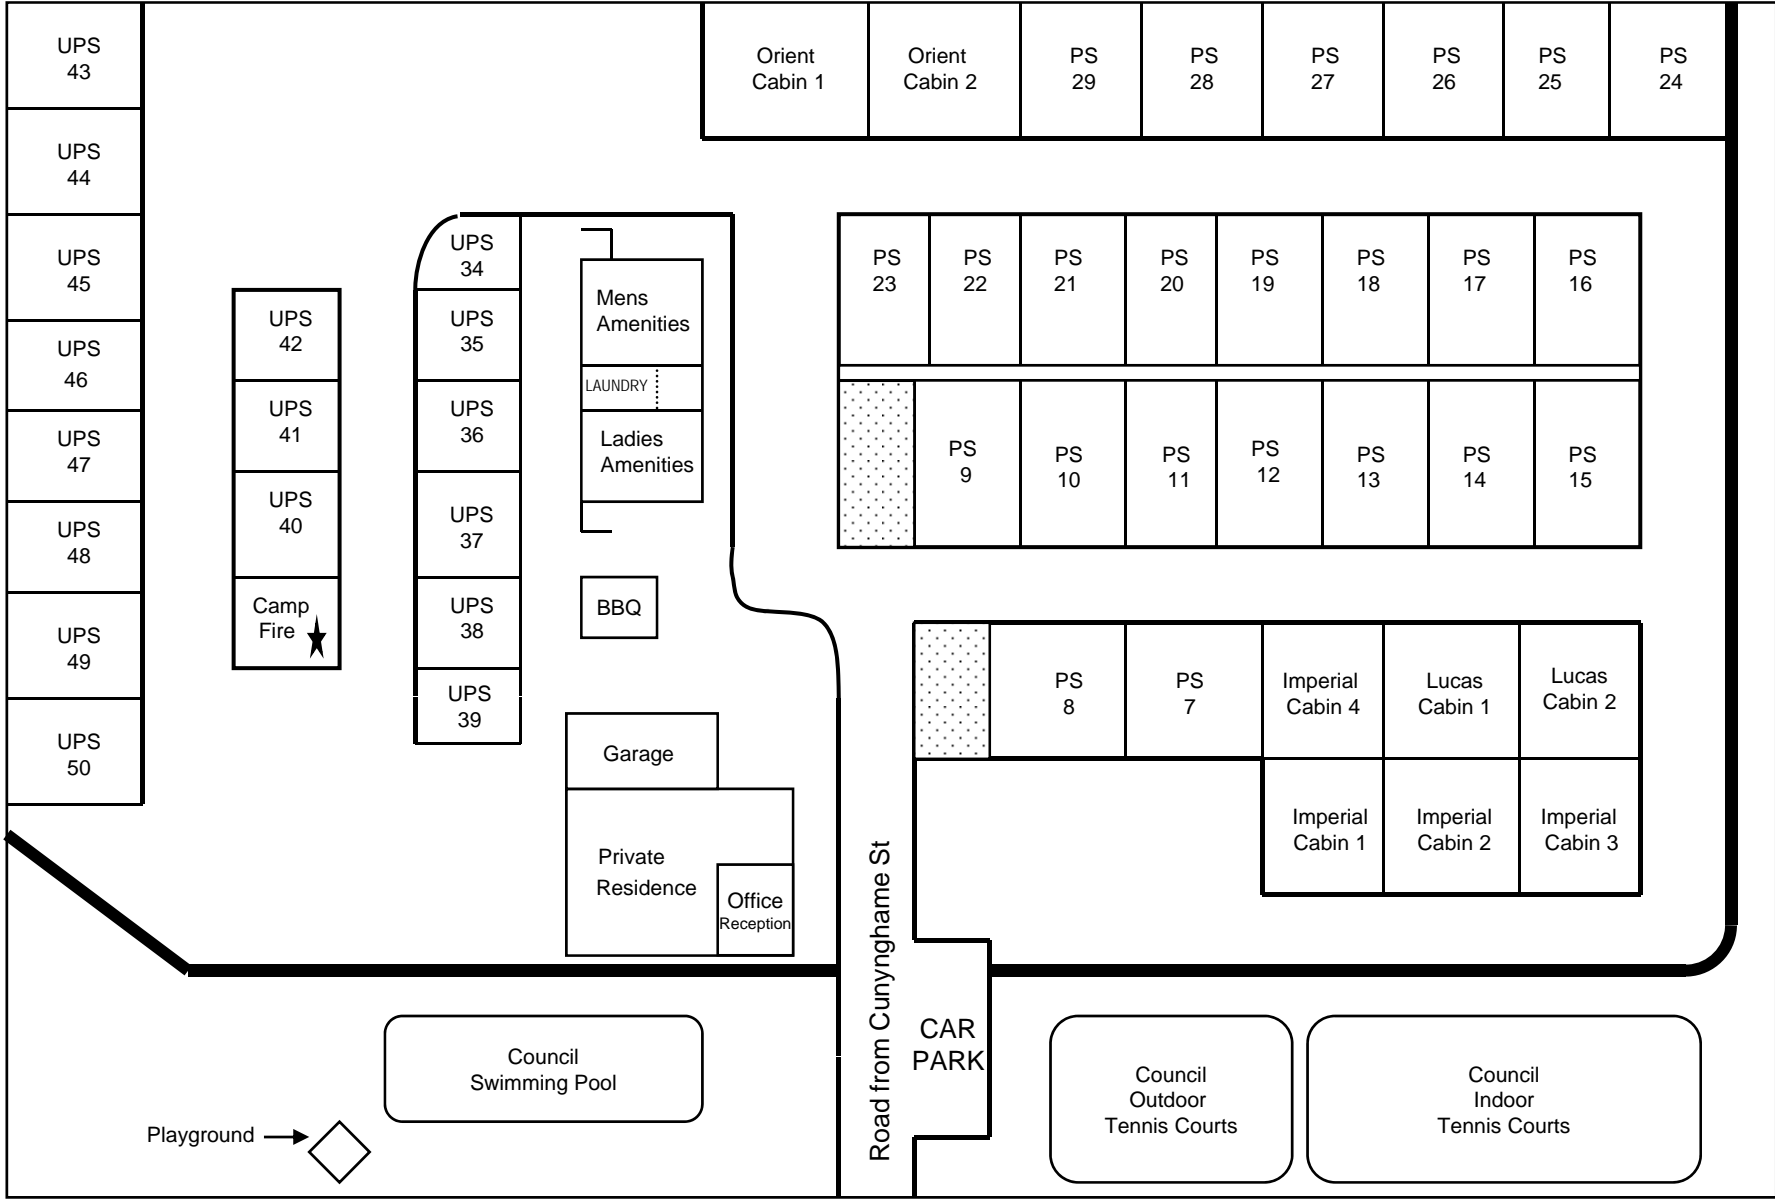 UPS
43
UPS
44
UPS
45
UPS
46
UPS
47
UPS
48
UPS
49
UPS
50
UPS
42
UPS
41
UPS
40
Camp
Fire
UPS
34
UPS
35
UPS
36
UPS
37
UPS
38
UPS
39
Mens
Amenities
LAUNDRY
Ladies
Amenities
BBQ
Garage
Private
Residence
Office
Reception
Orient
Cabin 1
Orient
Cabin 2
PS
29
PS
28
PS
27
PS
26
PS
25
PS
24
PS
23
PS
22
PS
21
PS
20
PS
19
PS
18
PS
17
PS
16
PS
9
PS
10
PS
11
PS
12
PS
13
PS
14
PS
15
PS
8
PS
7
Imperial
Cabin 4
Lucas
Cabin 1
Lucas
Cabin 2
Imperial
Cabin 1
Imperial
Cabin 2
Imperial
Cabin 3
Road from Cunynghame St
CAR
PARK
Council
Swimming Pool
Playground
Council
Outdoor
Tennis Courts
Council
Indoor
Tennis Courts